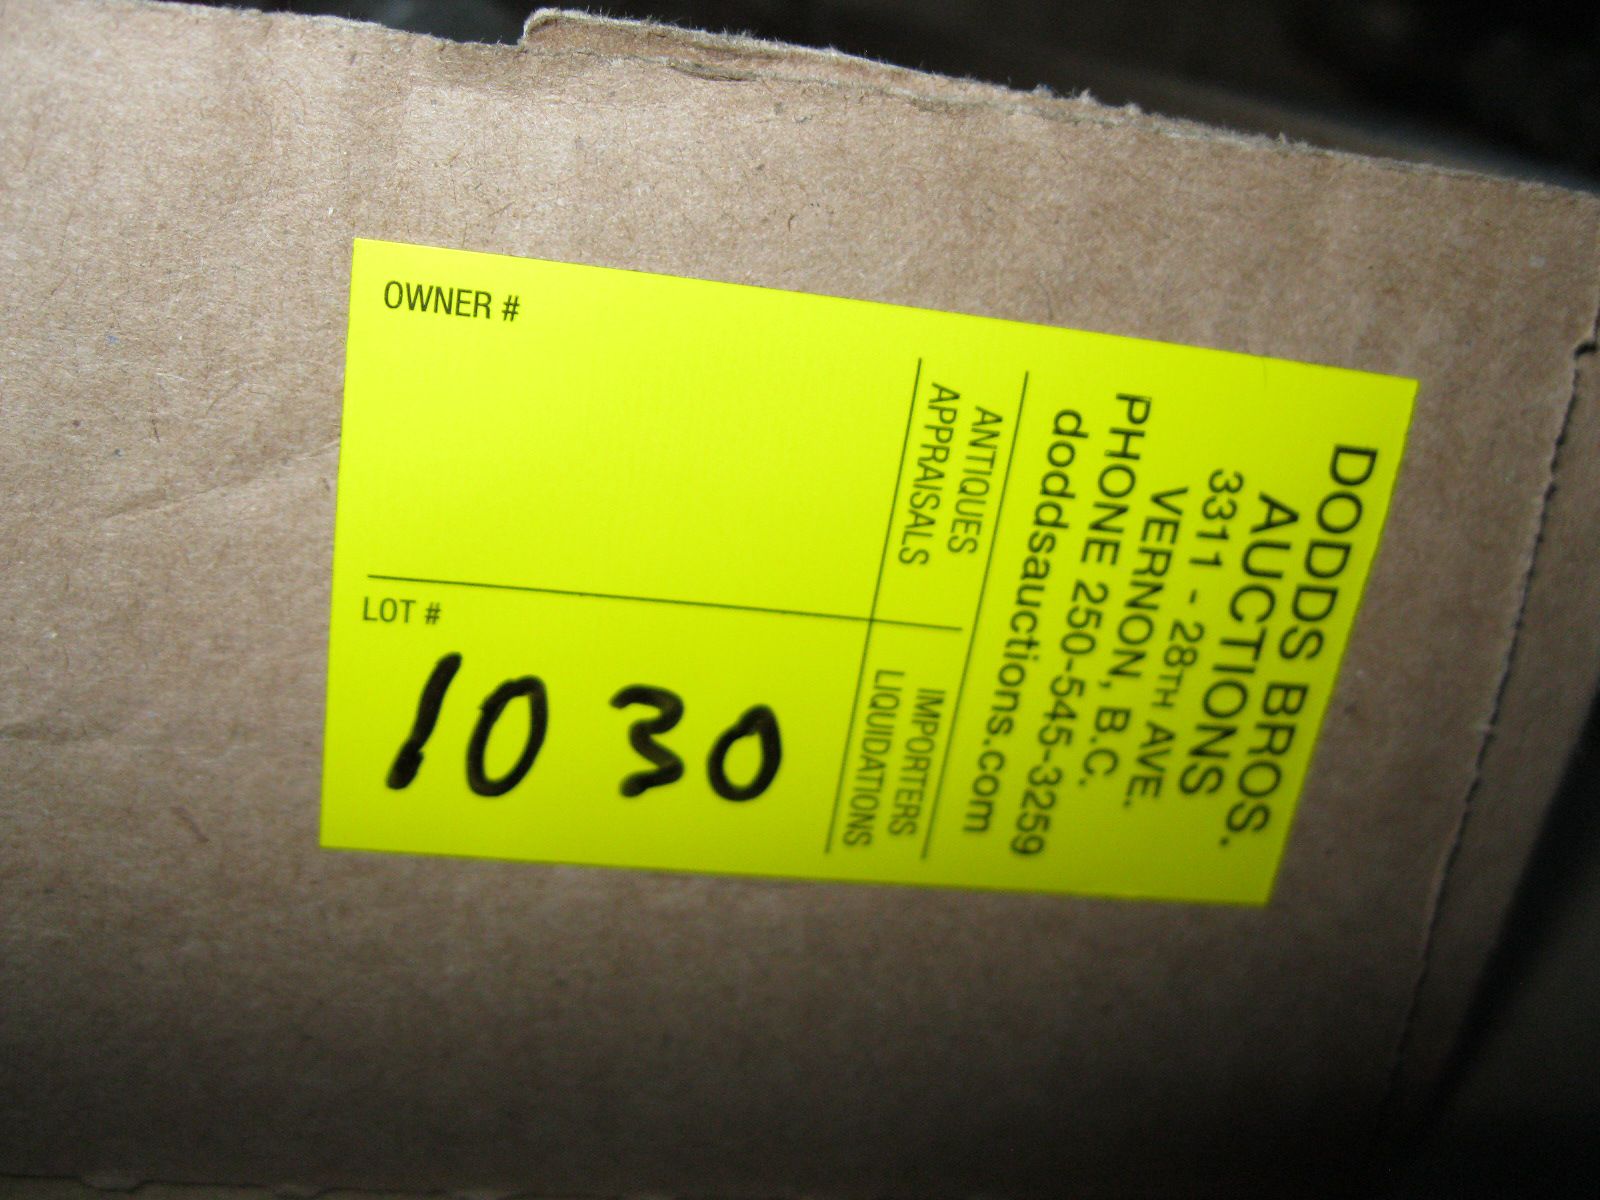 DODDS BROS.
AUCTIONS
3311 - 28TH AVE.
VERNON, B.C.
PHONE 250-545-3259
doddsauctions.com
ANTIQUES
APPRAISALS
IMPORTERS
LIQUIDATIONS
OWNER #
LOT #
1030